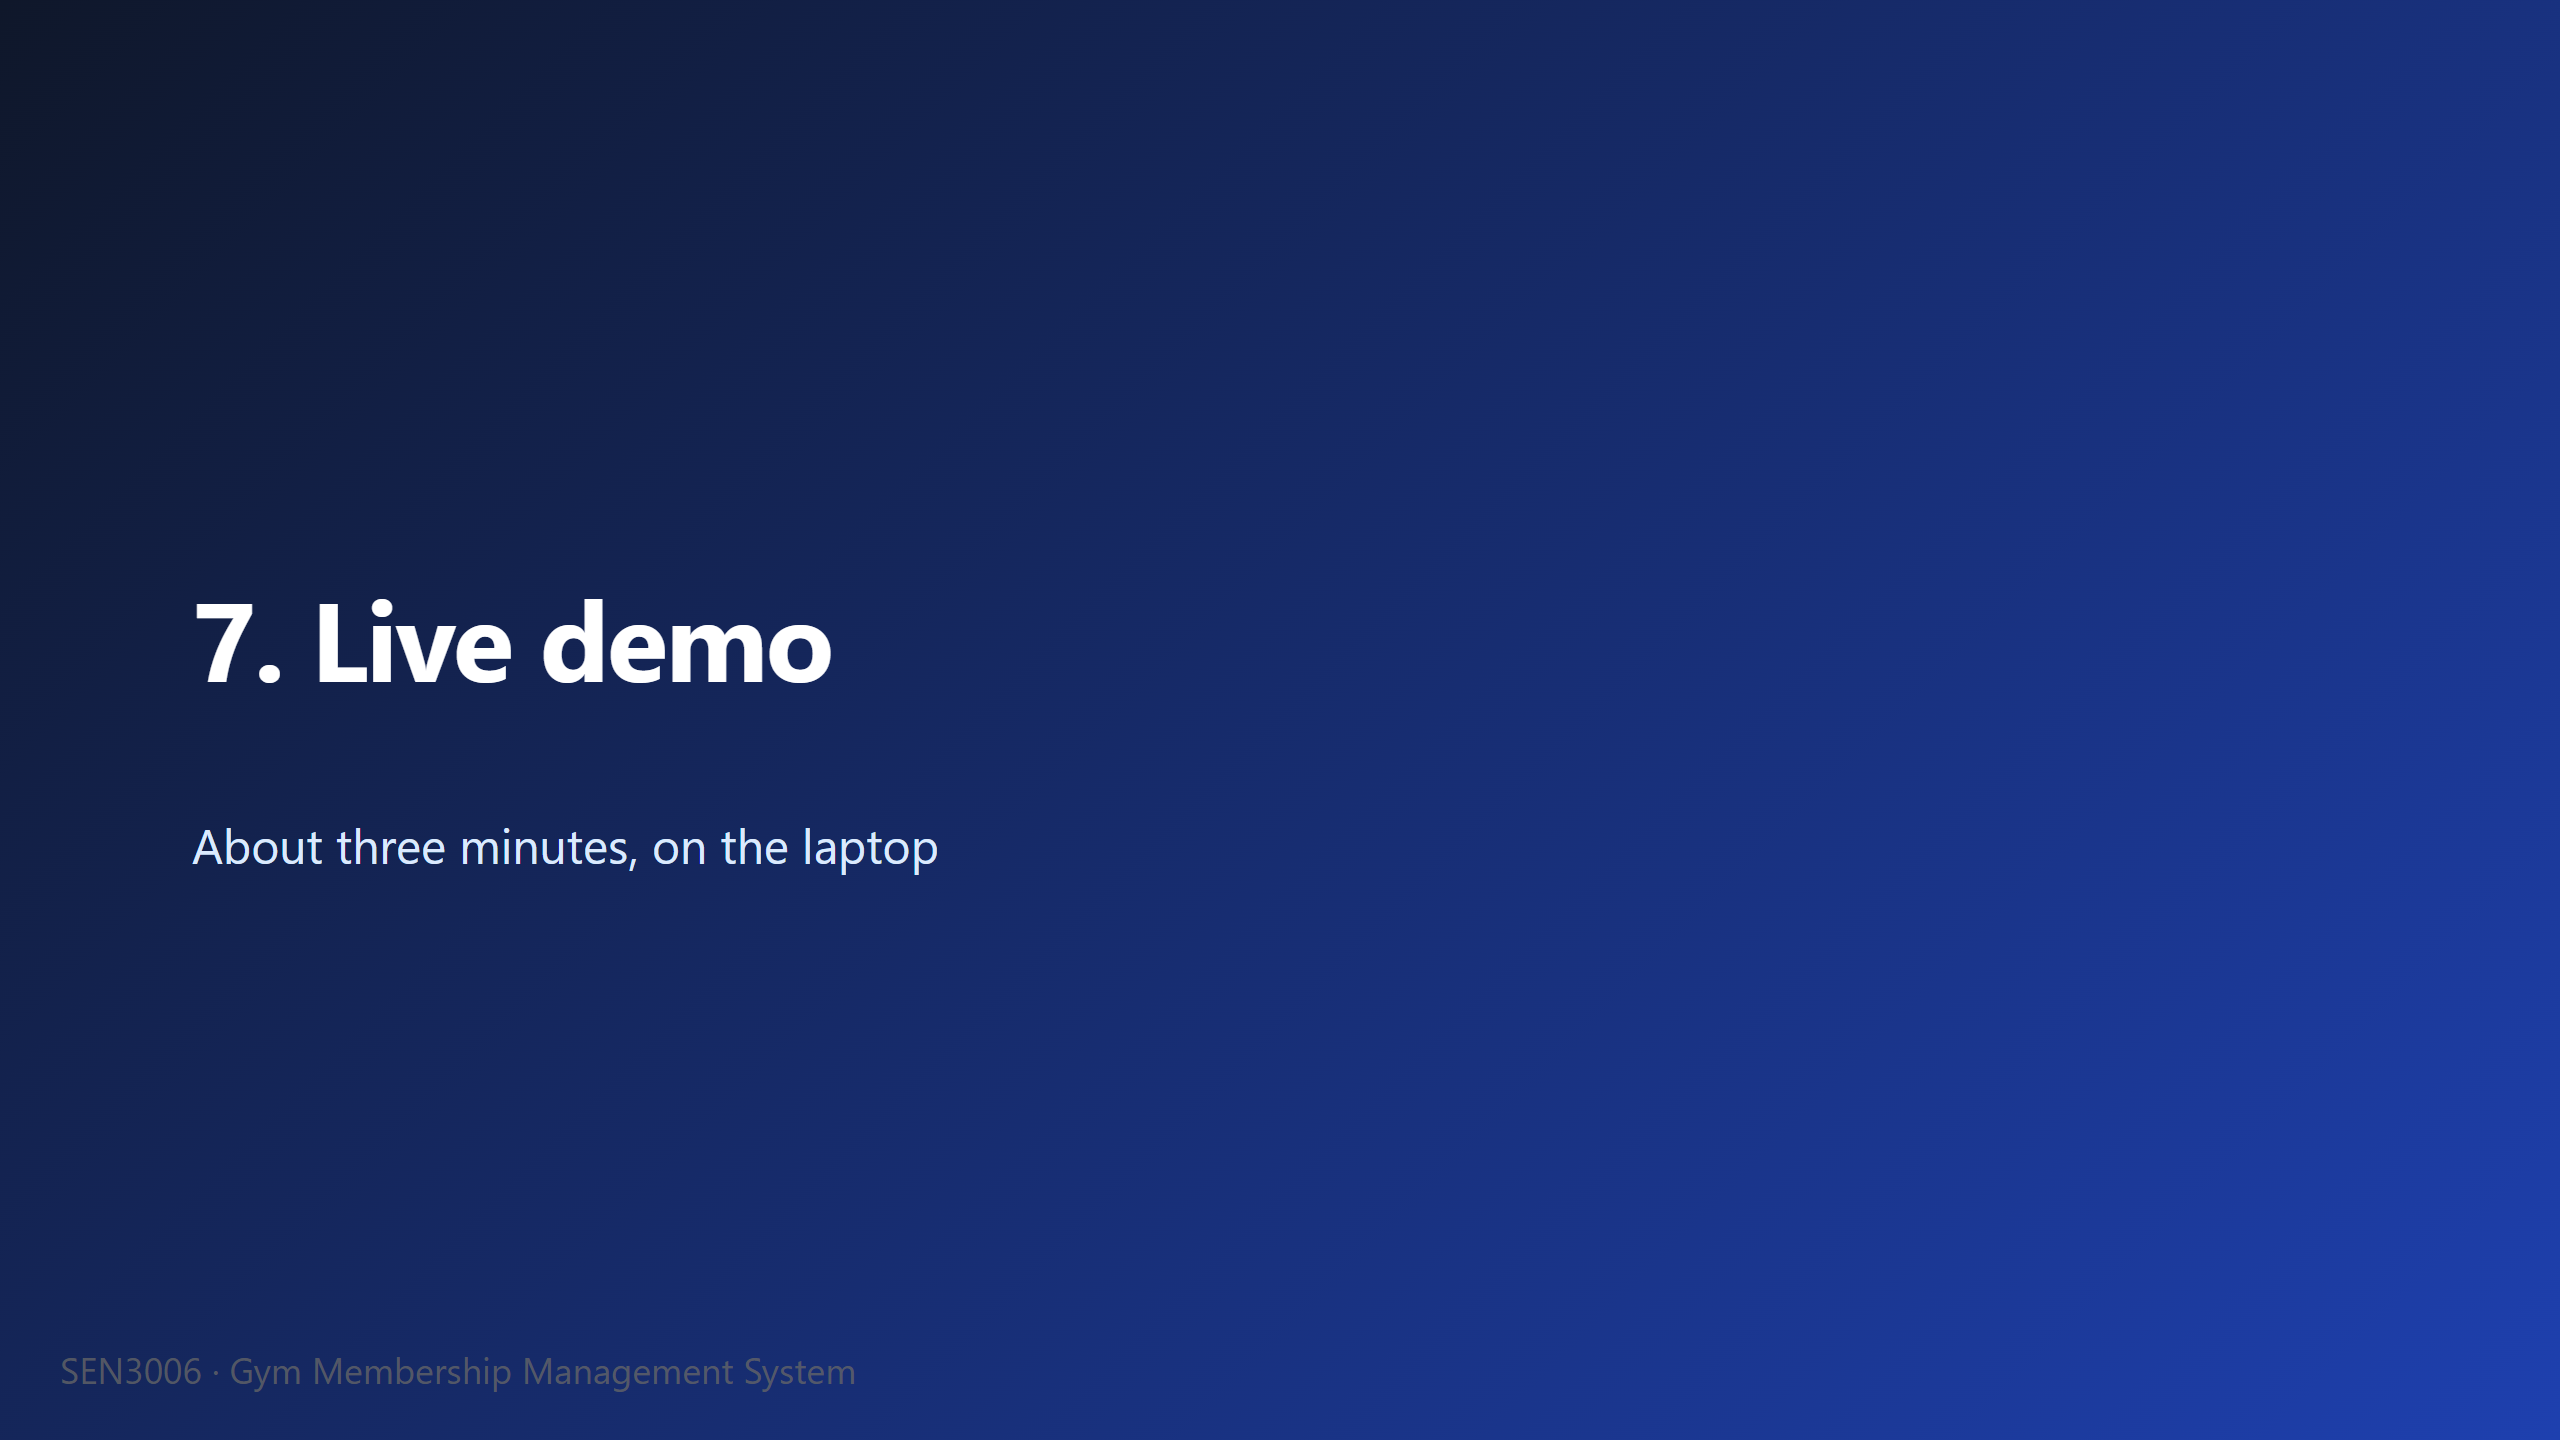 7. Live demo
About three minutes, on the laptop
SEN3006 · Gym Membership Management System